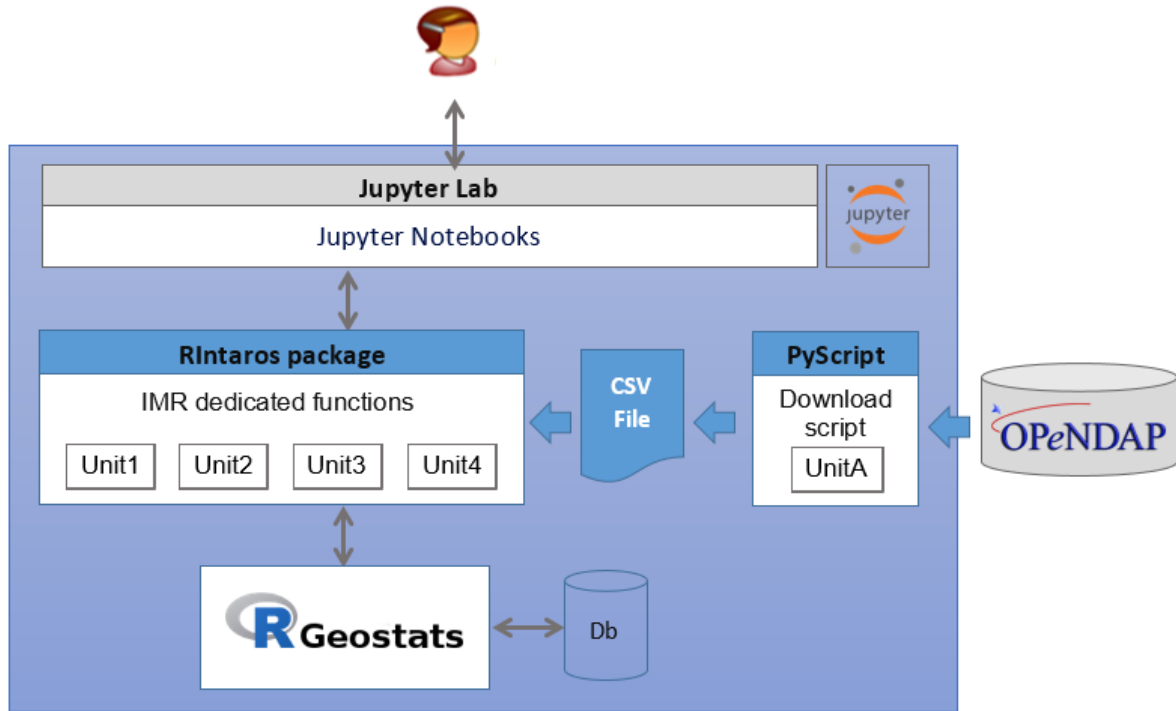 Jupyter Lab
Jupyter Notebooks
jupyter
RIntaros package
IMR dedicated functions
Unit1 Unit2 Unit3 Unit4
CSV
File
PyScript
Download
script
UnitA
OPeNDAP
R Geostats
Db